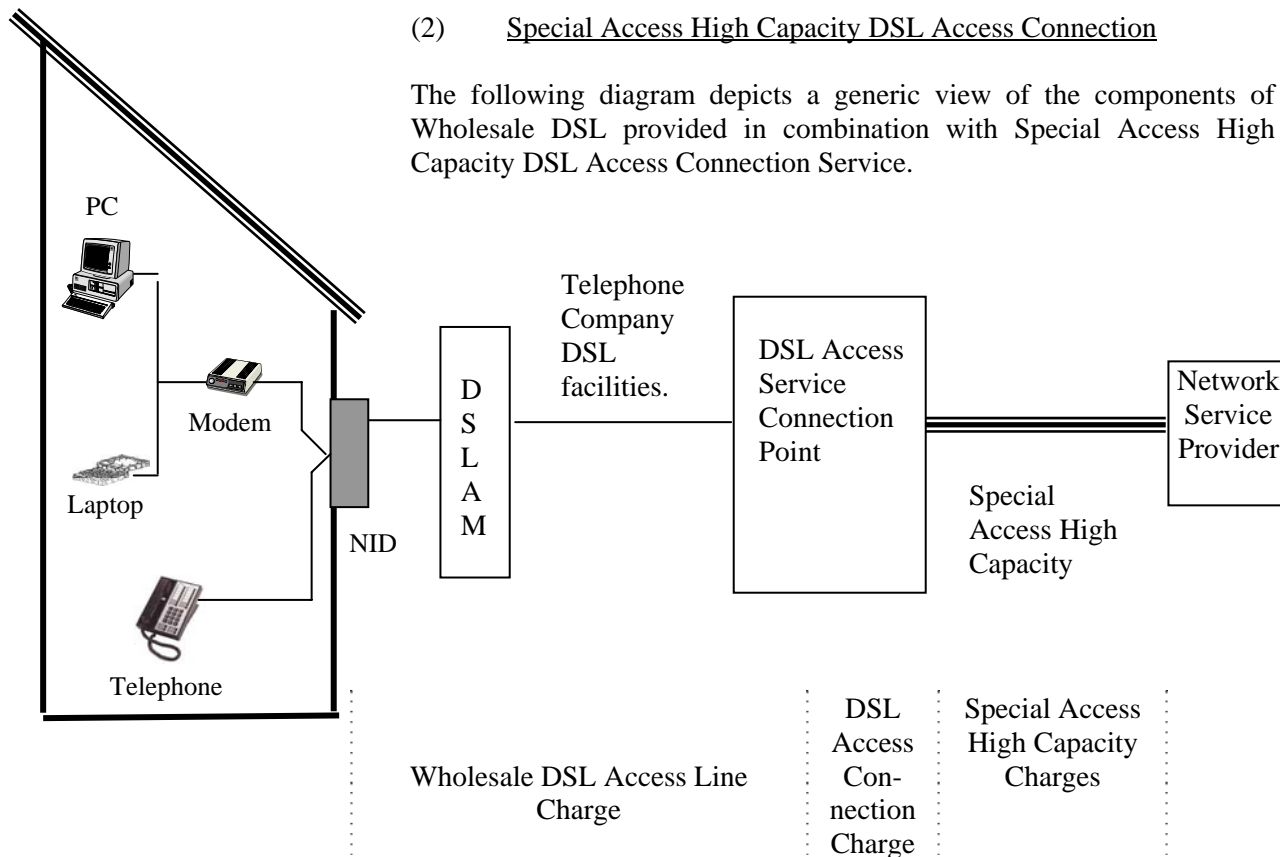 (2) Special Access High Capacity DSL Access Connection
The following diagram depicts a generic view of the components of
Wholesale DSL provided in combination with Special Access High
Capacity DSL Access Connection Service.
PC
Modem
Laptop
Telephone
NID
D
S
L
A
M
Telephone
Company
DSL
facilities.
DSL Access
Service
Connection
Point
Special
Access High
Capacity
Network
Service
Provider
Wholesale DSL Access Line
Charge
DSL
Access
Con-
nection
Charge
Special Access
High Capacity
Charges